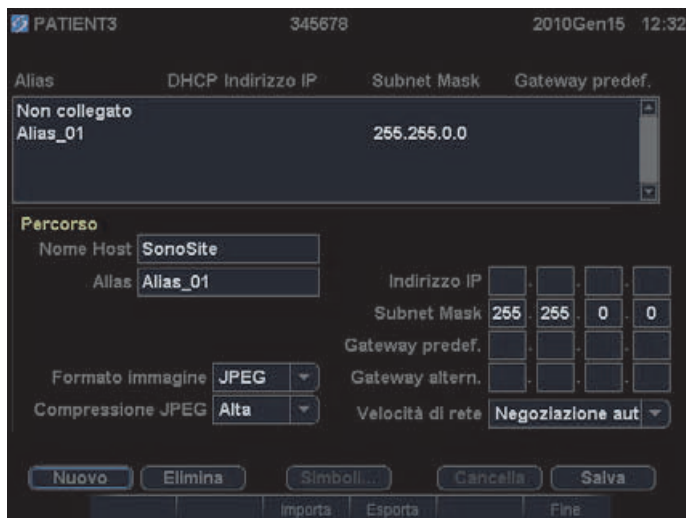 PATIENT3 345678 2010Gen15 12:32
Alias DHCP Indirizzo IP Subnet Mask Gateway predef.
Non collegato
Alias_01 255.255.0.0
Percorso
Nome Host SonoSite
Alias Alias_01
Indirizzo IP . . .
Subnet Mask 255 . 255 . 0 . 0
Gateway predef. . . .
Formato immagine JPEG
Gateway altern. . . .
Compressione JPEG Alta
Velocità di rete Negoziazione aut
Nuovo Elimina Simboli... Cancella Salva
Importa Esporta Fine